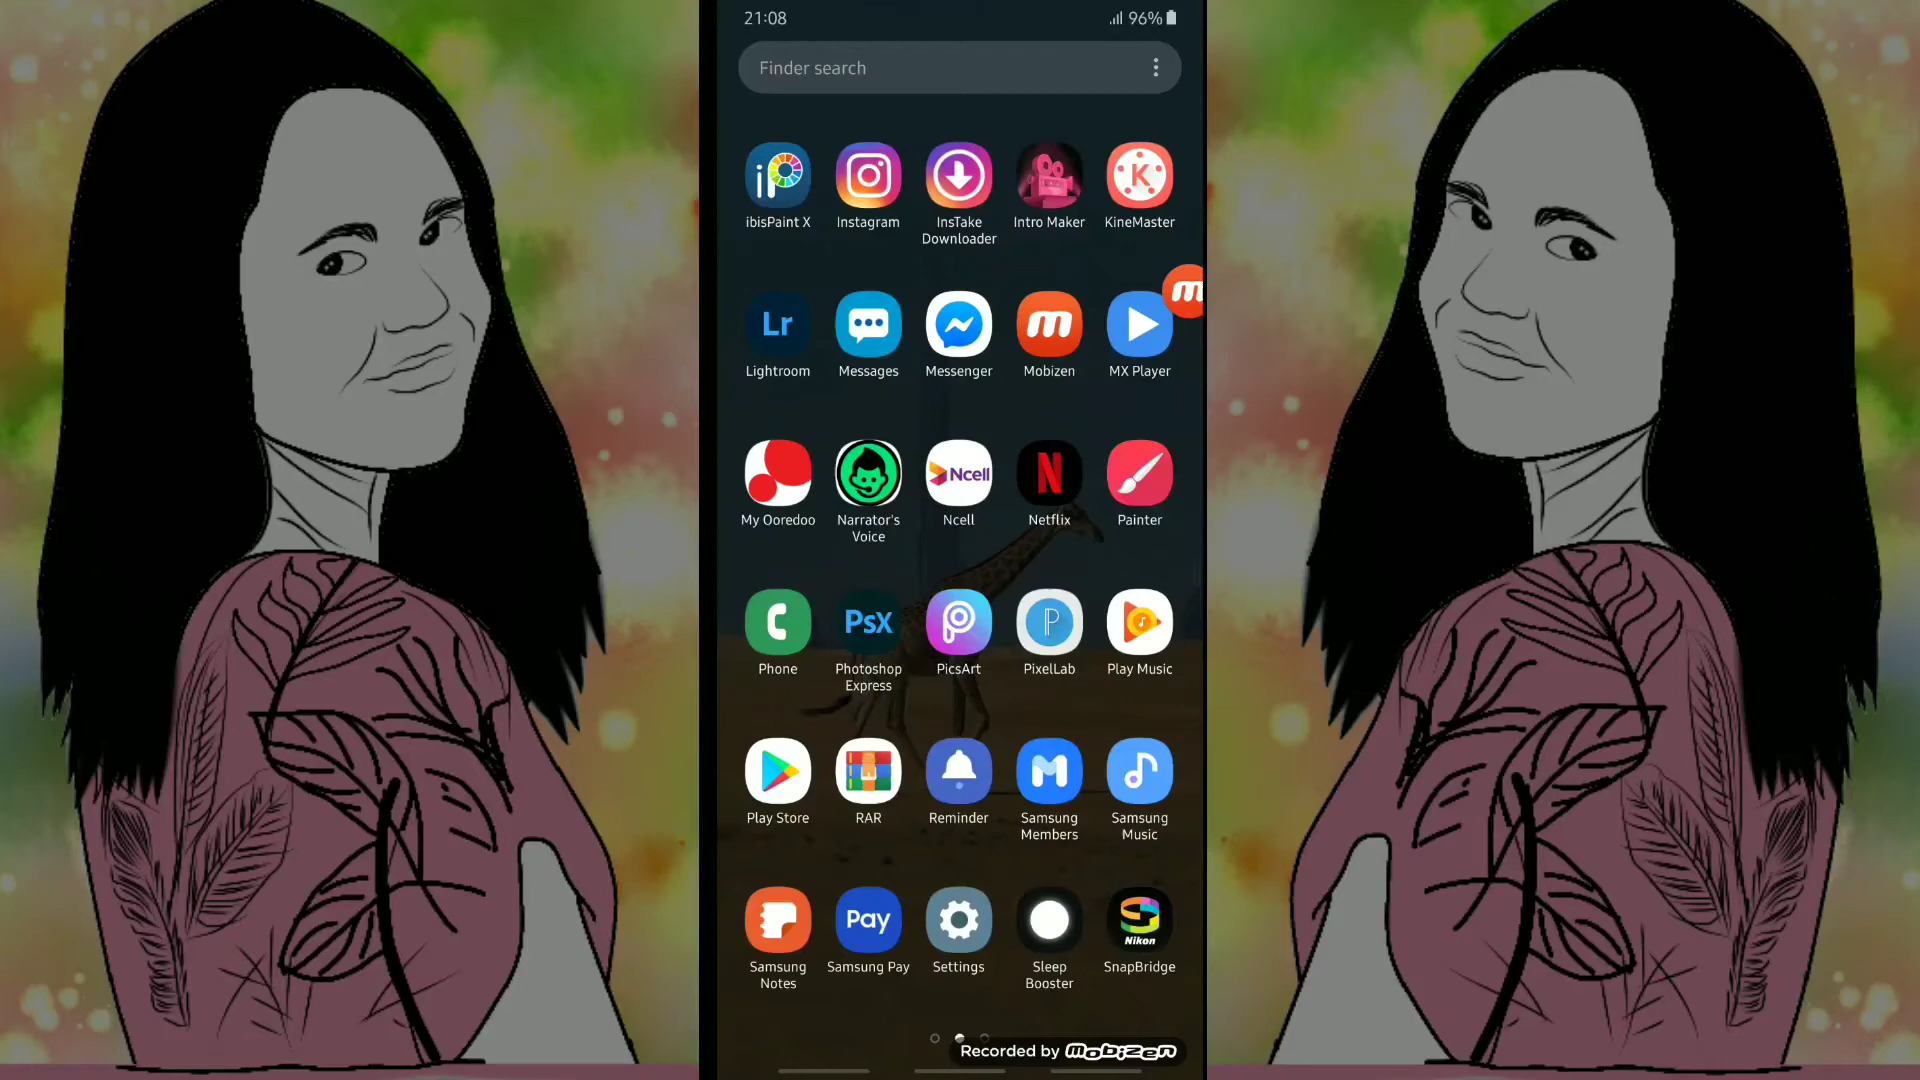 21:08
96%
Finder search
ibisPaint X
Instagram
InsTake
Downloader
Intro Maker
K
KineMaster
m
Lr
m
Lightroom
Messages
Messenger
Mobizen
MX Player
Ncell
N
My Ooredoo
Narrator's
Voice
Ncell
Netflix
Painter
PsX
P
P
Phone
Photoshop
Express
PicsArt
PixelLab
Play Music
Play Store
RAR
Reminder
Samsung
Members
Samsung
Music
Pay
Nikon
Samsung
Notes
Samsung Pay
Settings
Sleep
Booster
SnapBridge
Recorded by mobizen